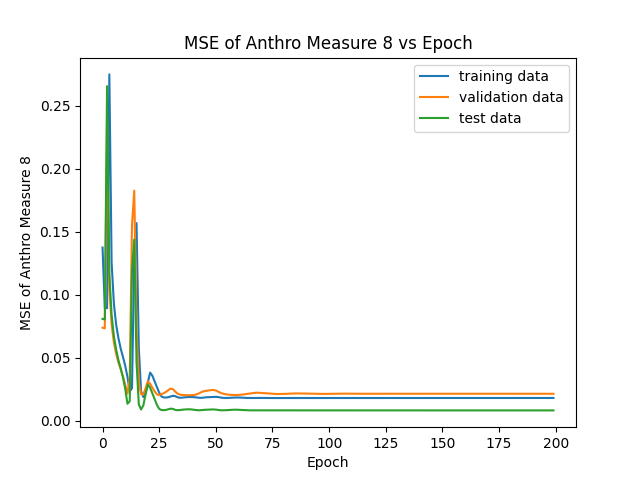 MSE of Anthro Measure 8 vs Epoch
training data
validation data
test data
MSE of Anthro Measure 8
0.25
0.20
0.15
0.10
0.05
0.00
0 25 50 75 100 125 150 175 200
Epoch